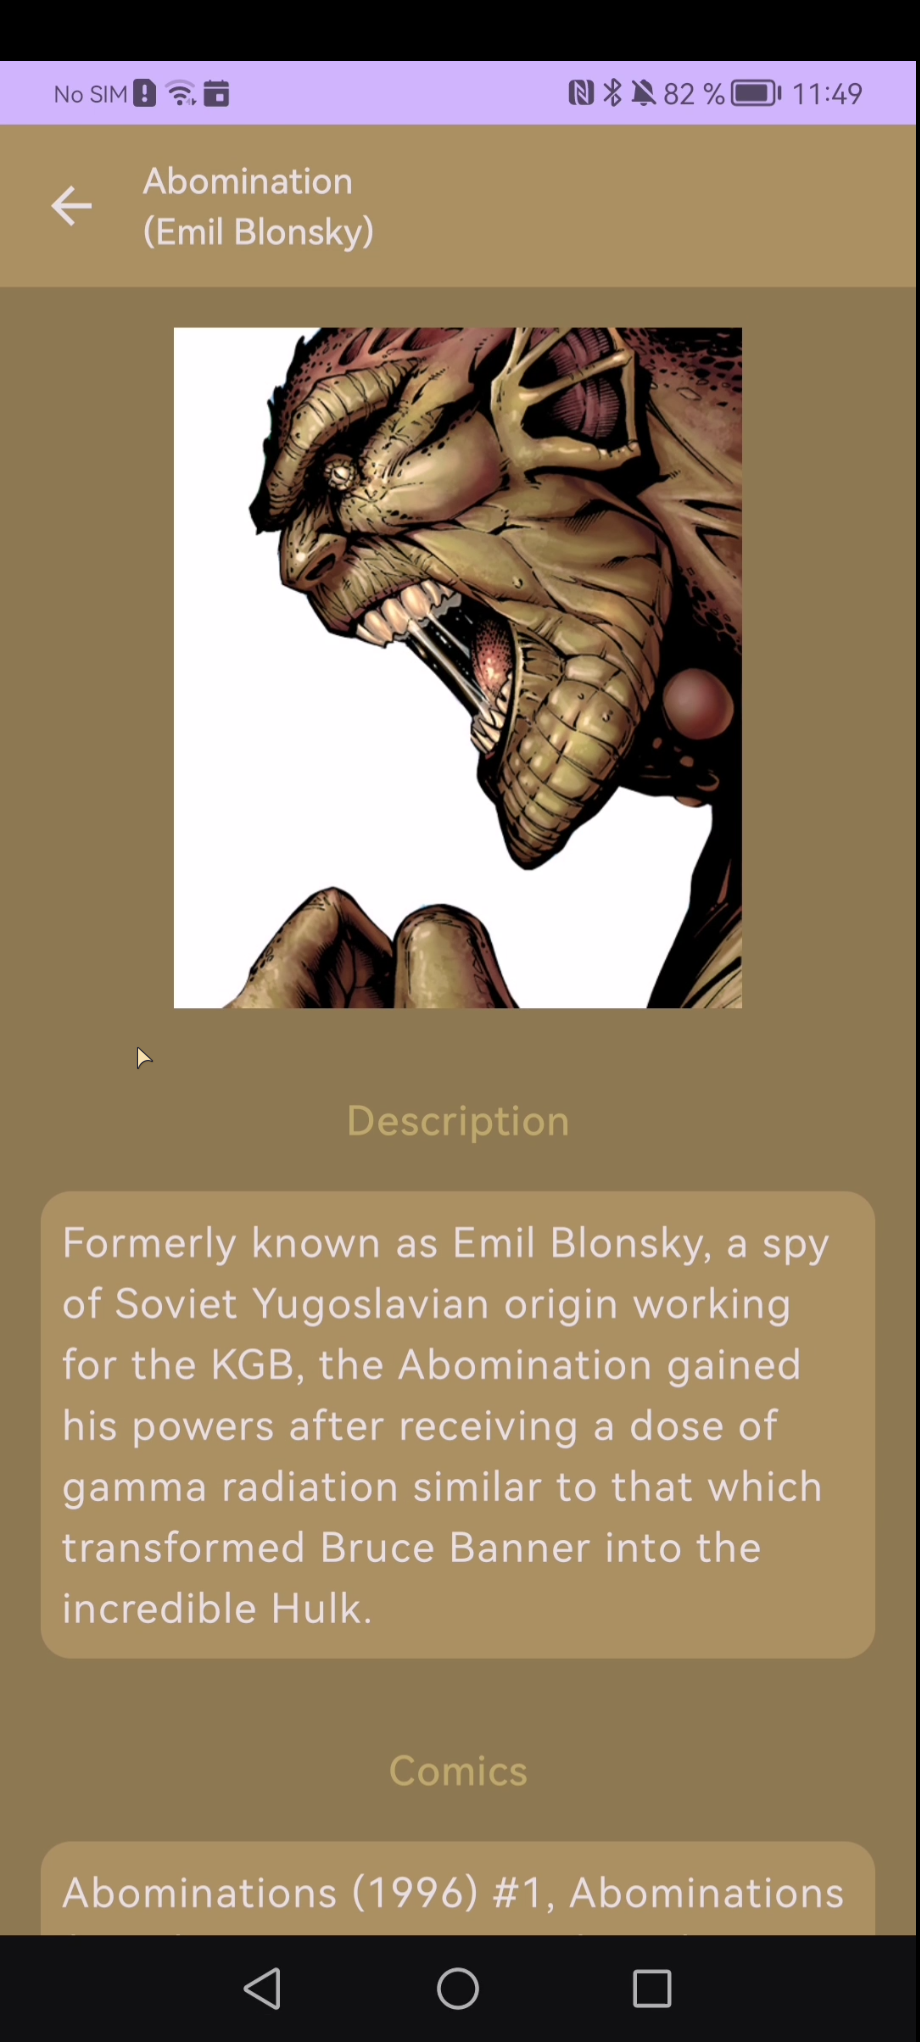 No SIM 82 % 11:49
Abomination
(Emil Blonsky)
Description
Formerly known as Emil Blonsky, a spy
of Soviet Yugoslavian origin working
for the KGB, the Abomination gained
his powers after receiving a dose of
gamma radiation similar to that which
transformed Bruce Banner into the
incredible Hulk.
Comics
Abominations (1996) #1, Abominations